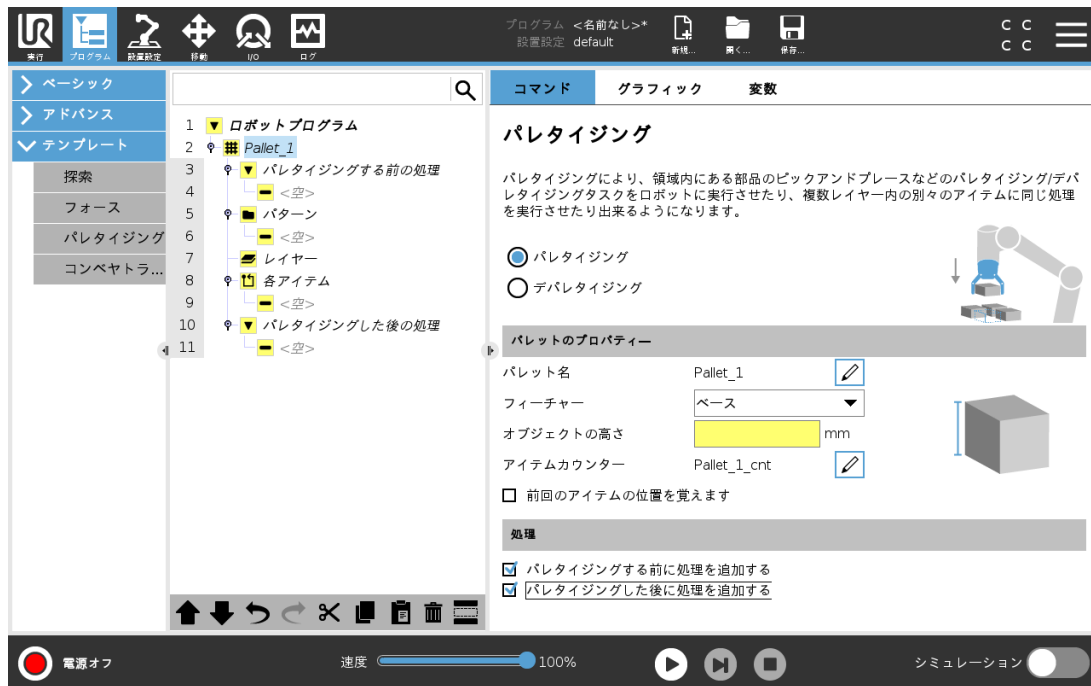 UR
実行
プログラム
設置設定
移動
I/O
ログ
プログラム <名前なし>*
設置設定 default
新規...
開く...
保存...
C C
C C
ベーシック
アドバンス
テンプレート
探索
フォース
パレタイジング
コンベヤトラ...
1 ロボットプログラム
2 Pallet_1
3 パレタイジングする前の処理
4 <空>
5 パターン
6 <空>
7 レイヤー
8 各アイテム
9 <空>
10 パレタイジングした後の処理
11 <空>
コマンド グラフィック 変数
パレタイジング
パレタイジングにより、領域内にある部品のピックアンドプレースなどのパレタイジング/デパ
レタイジングタスクをロボットに実行させたり、複数レイヤー内の別々のアイテムに同じ処理
を実行させたり出来るようになります。
パレタイジング
デパレタイジング
パレットのプロパティー
パレット名 Pallet_1
フィーチャー ベース
オブジェクトの高さ mm
アイテムカウンター Pallet_1_cnt
前回のアイテムの位置を覚えます
処理
パレタイジングする前に処理を追加する
パレタイジングした後に処理を追加する
電源オフ
速度 100%
シミュレーション